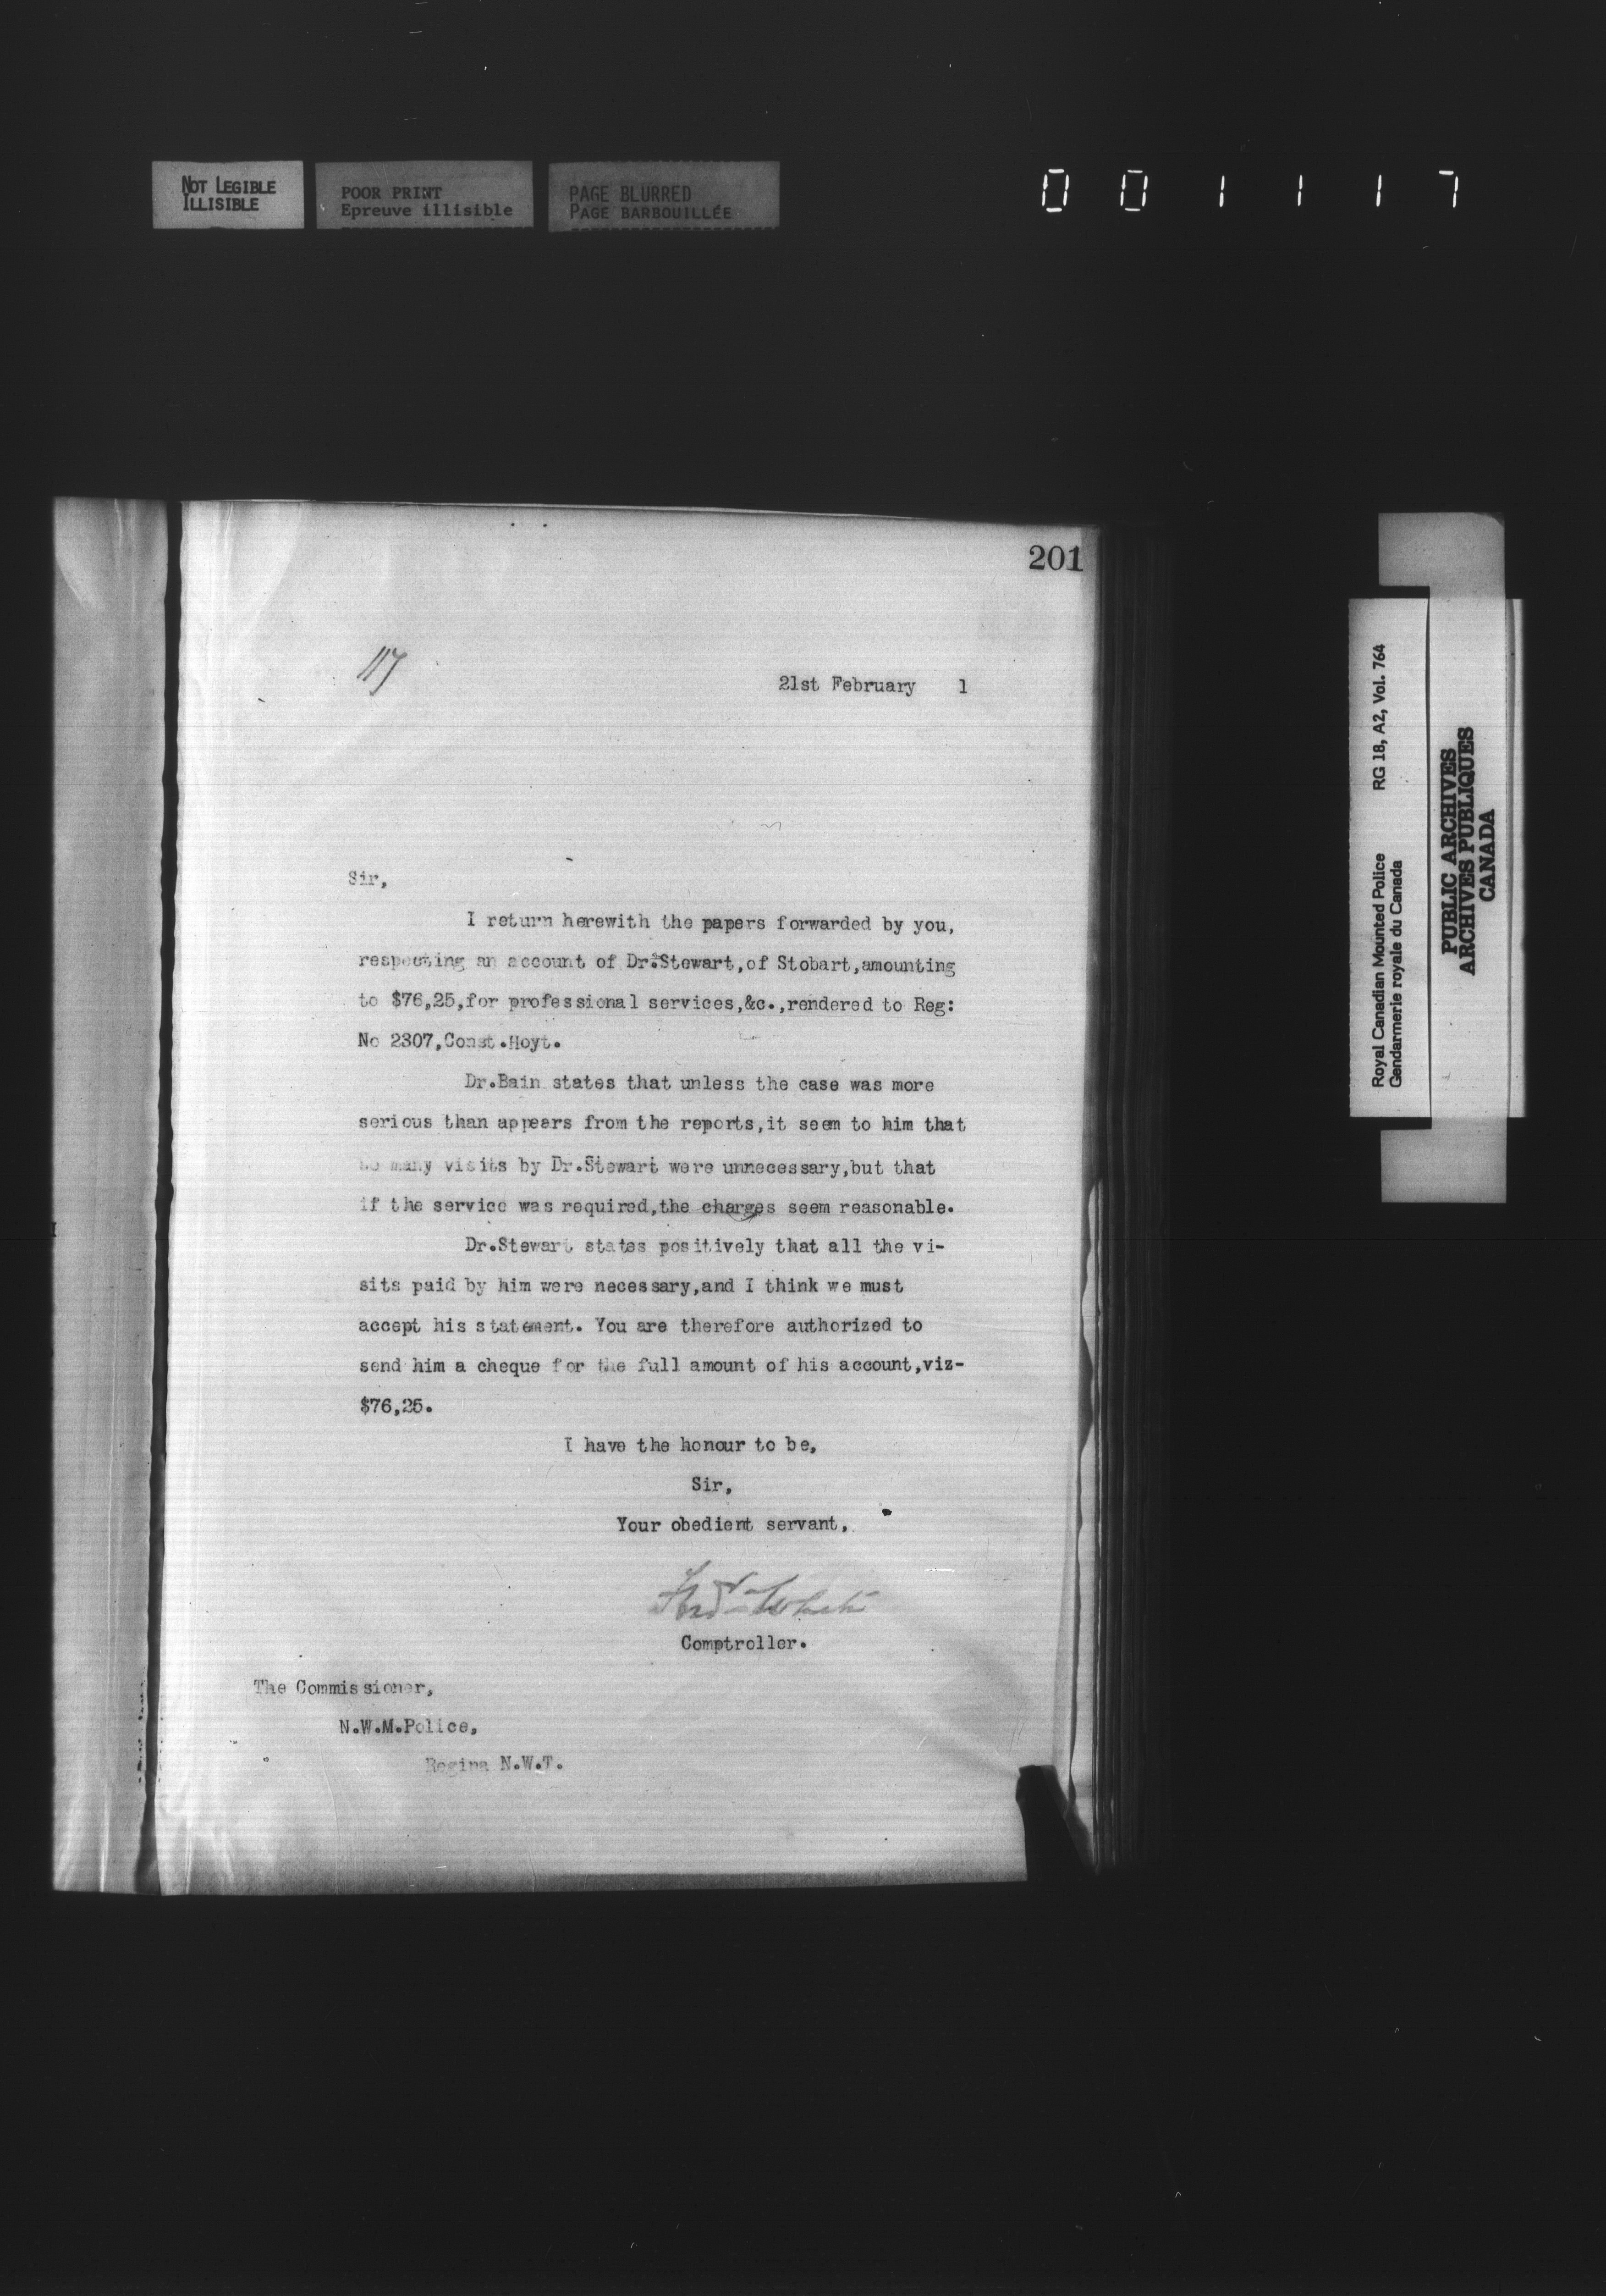 NOT LEGIBLE
ILLISIBLE
POOR PRINT
Epreuve illisible
PAGE BLURRED
PAGE BARBOUILLÉE
001117
201
117
21st February 1
Sir,
I return herewith the papers forwarded by you,
respecting an account of Dr.Stewart,of Stobart,amounting
to $76,25,for professional services,&c.,rendered to Reg:
No 2307,Const.Hoyt.
Dr.Bain states that unless the case was more
serious than appears from the reports,it seem to him that
so many visits by Dr.Stewart were unnecessary,but that
if the service was required,the charges seem reasonable.
Dr.Stewart states positively that all the vi-
sits paid by him were necessary,and I think we must
accept his statement. You are therefore authorized to
send him a cheque for the full amount of his account,viz-
$76,25.
I have the honour to be,
Sir,
Your obedient servant,
Fred White
Comptroller.
The Commissioner,
N.W.M.Police,
Regina N.W.T.
Royal Canadian Mounted Police RG 18, A2, Vol. 764
Gendarmerie royale du Canada
PUBLIC ARCHIVES
ARCHIVES PUBLIQUES
CANADA